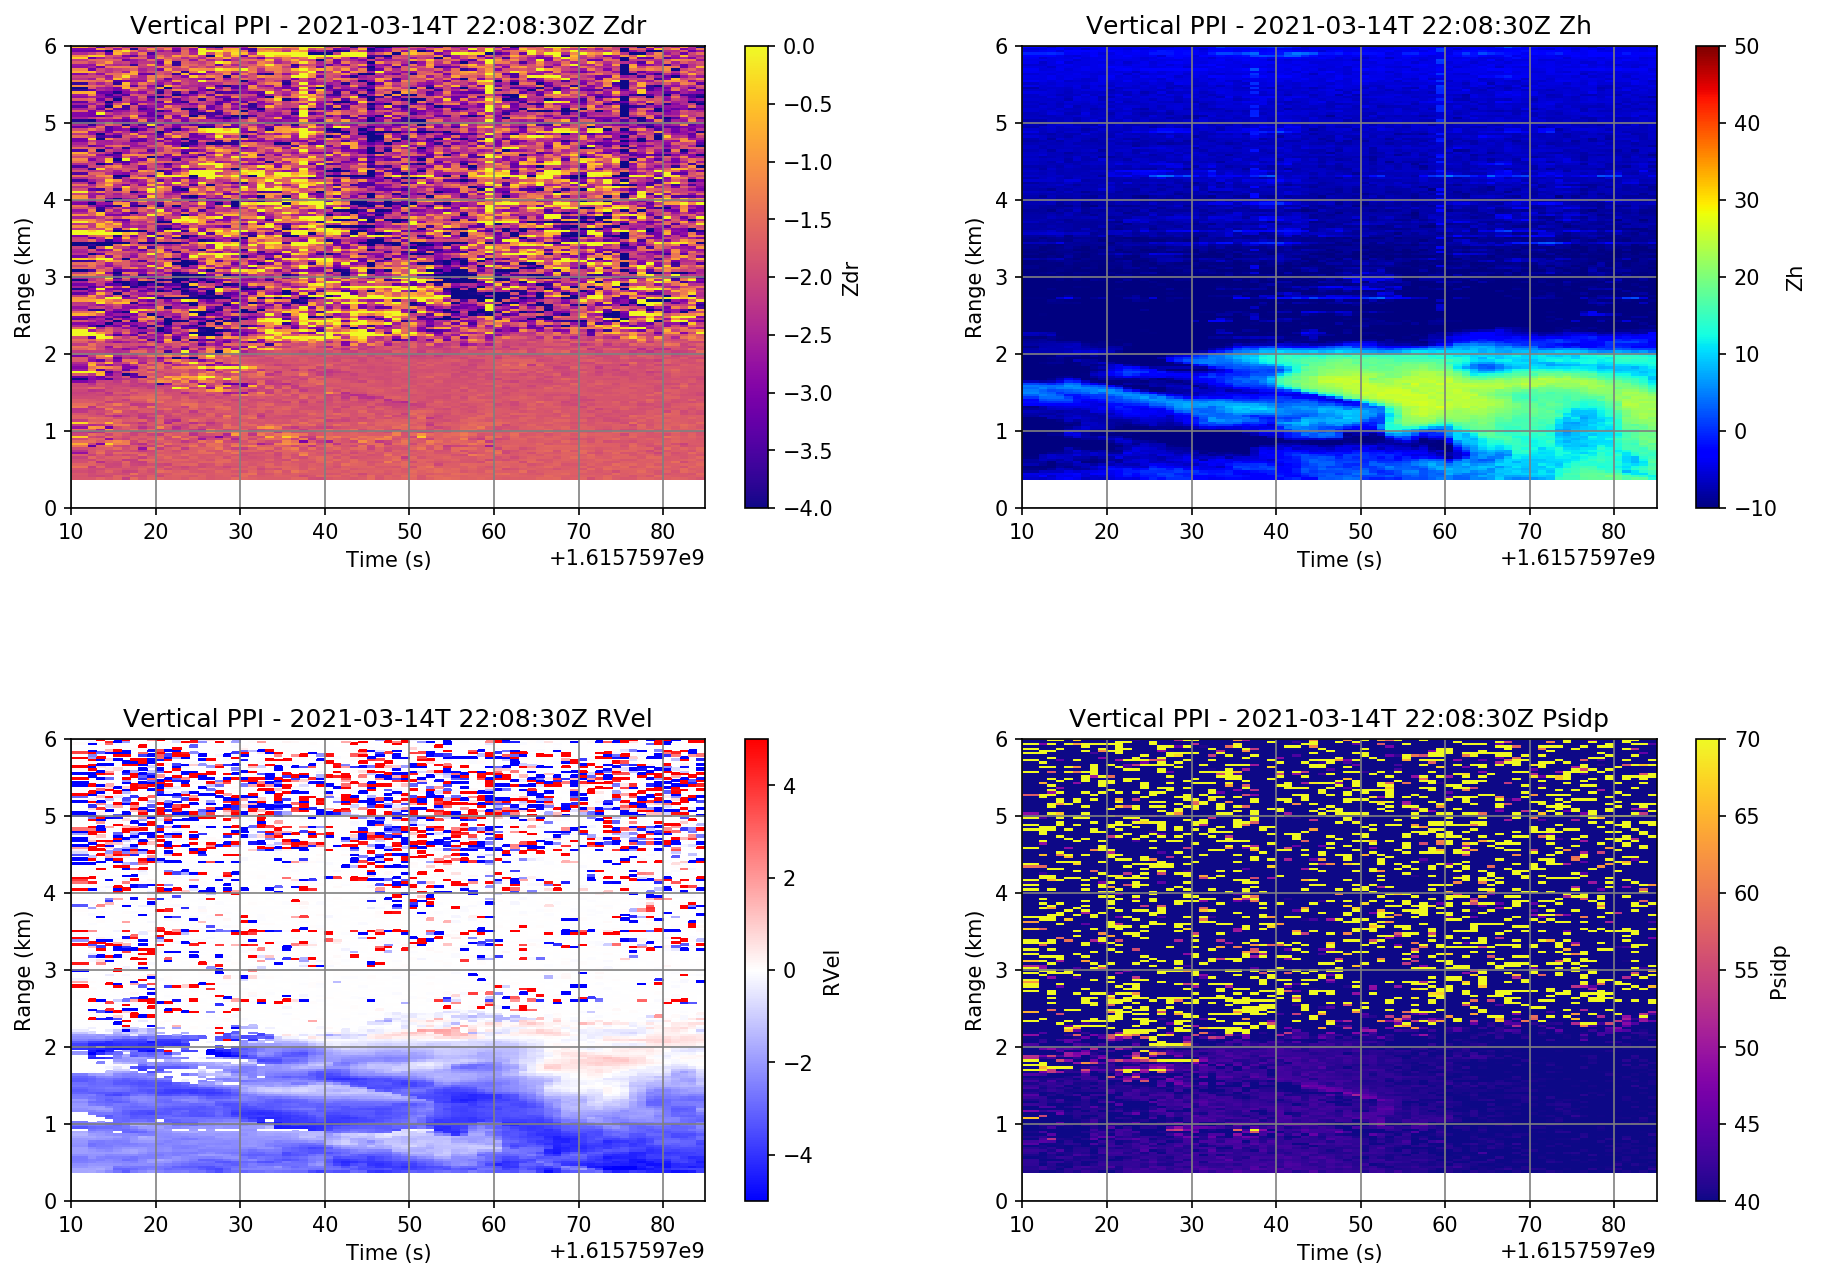 Vertical PPI - 2021-03-14T 22:08:30Z Zdr
6
5
4
3
2
1
0
Range (km)
10 20 30 40 50 60 70 80
Time (s)
+1.6157597e9
0.0
−0.5
−1.0
−1.5
−2.0
−2.5
−3.0
−3.5
−4.0
Zdr
Vertical PPI - 2021-03-14T 22:08:30Z Zh
6
5
4
3
2
1
0
Range (km)
10 20 30 40 50 60 70 80
Time (s)
+1.6157597e9
50
40
30
20
10
0
−10
Zh
Vertical PPI - 2021-03-14T 22:08:30Z RVel
6
5
4
3
2
1
0
Range (km)
10 20 30 40 50 60 70 80
Time (s)
+1.6157597e9
4
2
0
−2
−4
RVel
Vertical PPI - 2021-03-14T 22:08:30Z Psidp
6
5
4
3
2
1
0
Range (km)
10 20 30 40 50 60 70 80
Time (s)
+1.6157597e9
70
65
60
55
50
45
40
Psidp